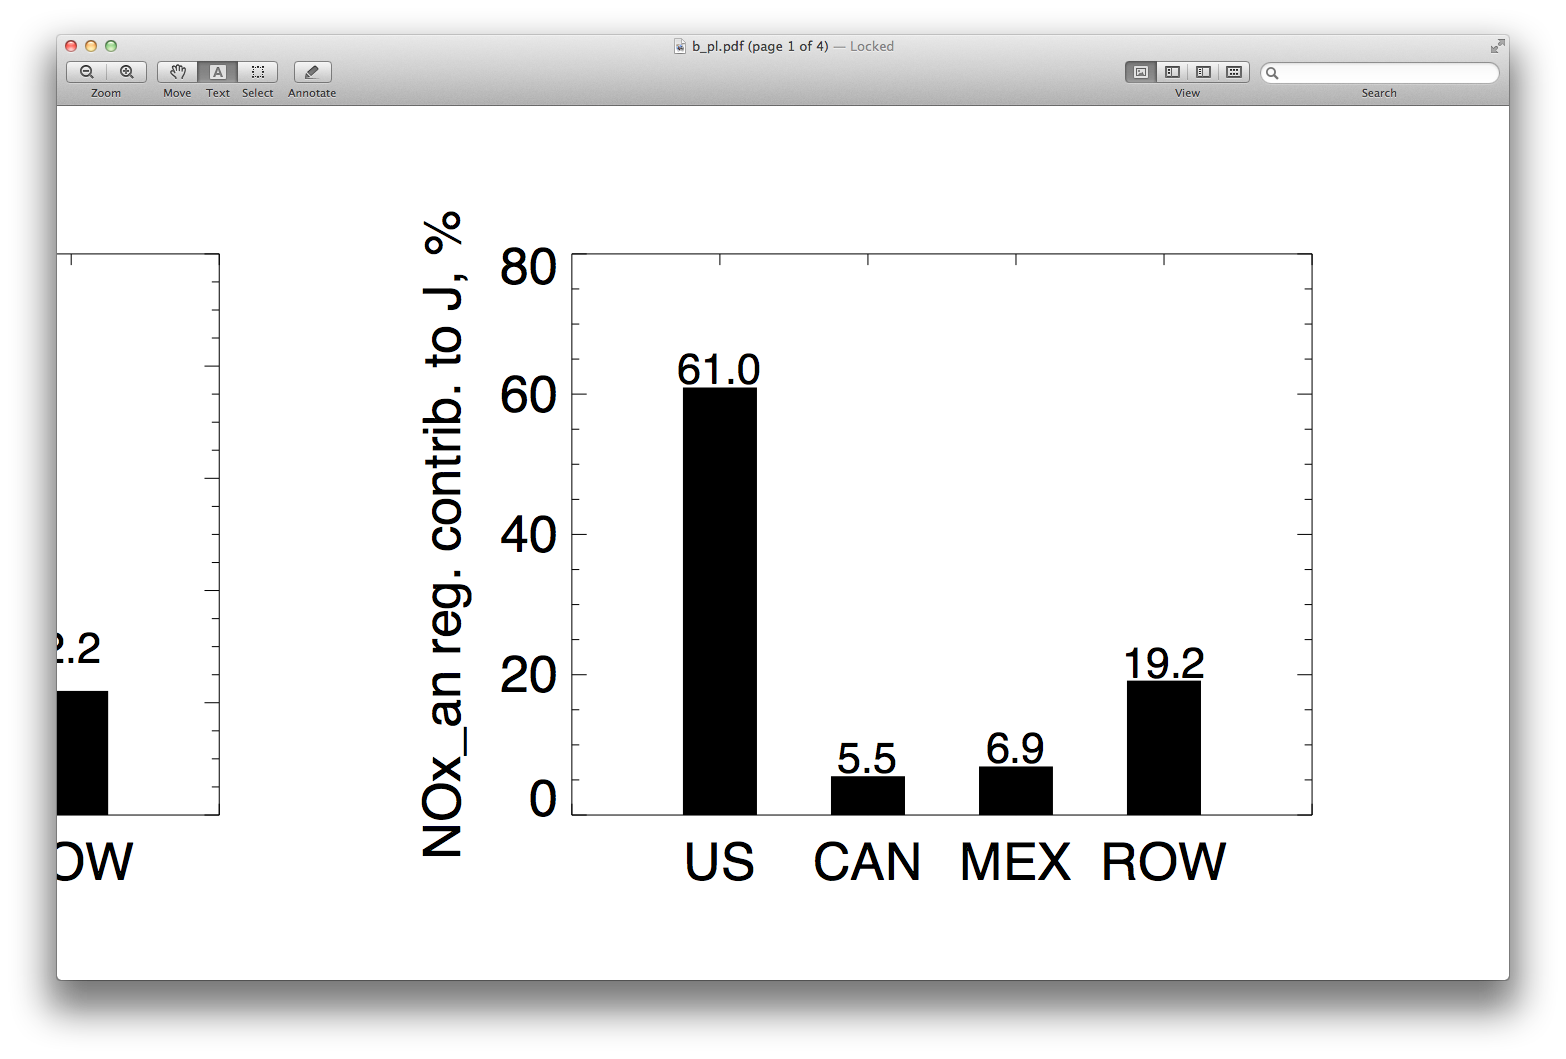 b_pl.pdf (page 1 of 4) — Locked
Zoom
Move
A
Text
Select
Annotate
View
Search
2.2
OW
NOx_an reg. contrib. to J, %
80
60
40
20
0
61.0
5.5
6.9
19.2
US CAN MEX ROW